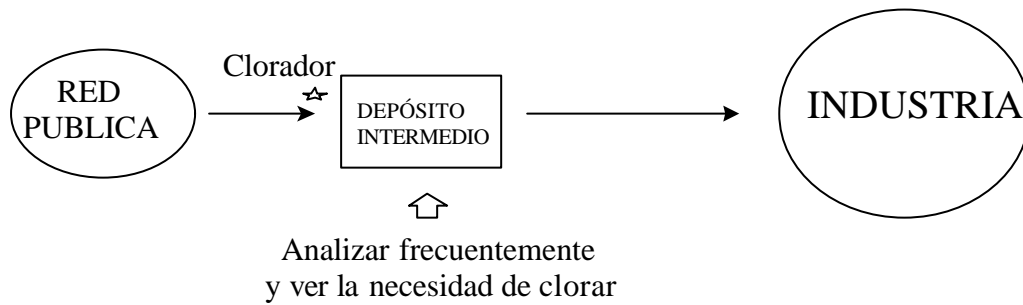 RED
PUBLICA
Clorador
DEPÓSITO
INTERMEDIO
INDUSTRIA
Analizar frecuentemente
y ver la necesidad de clorar